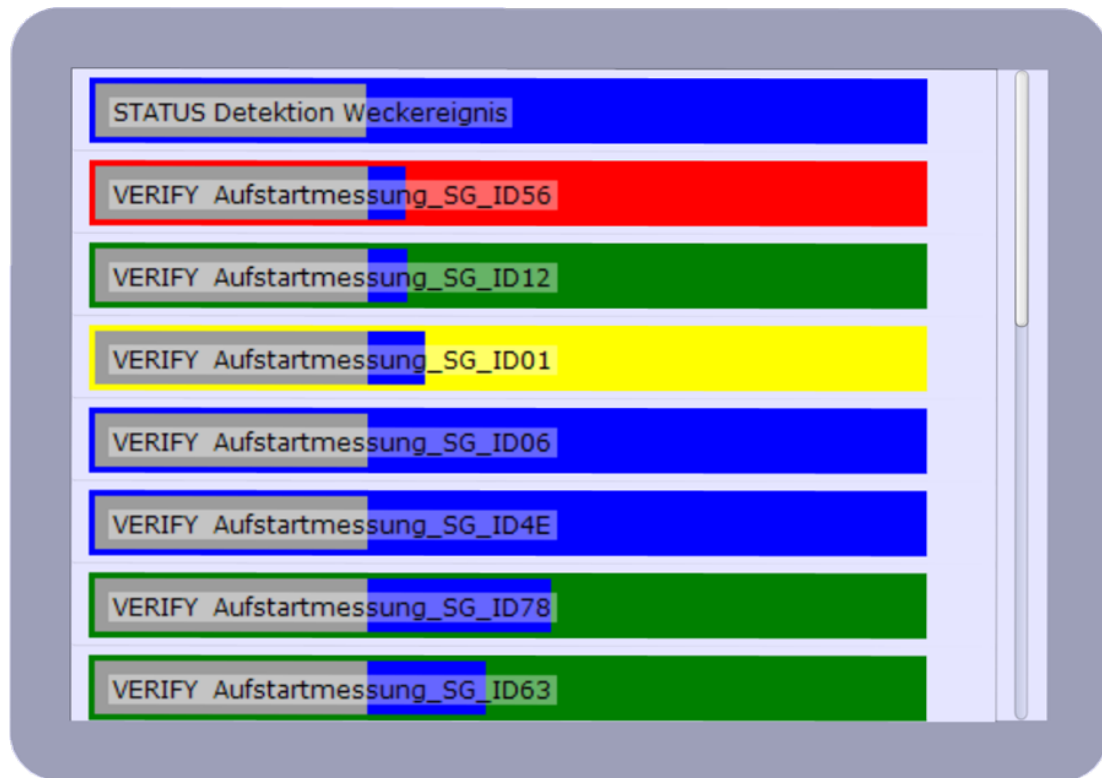 STATUS Detektion Weckereignis
VERIFY Aufstartmessung_SG_ID56
VERIFY Aufstartmessung_SG_ID12
VERIFY Aufstartmessung_SG_ID01
VERIFY Aufstartmessung_SG_ID06
VERIFY Aufstartmessung_SG_ID4E
VERIFY Aufstartmessung_SG_ID78
VERIFY Aufstartmessung_SG_ID63